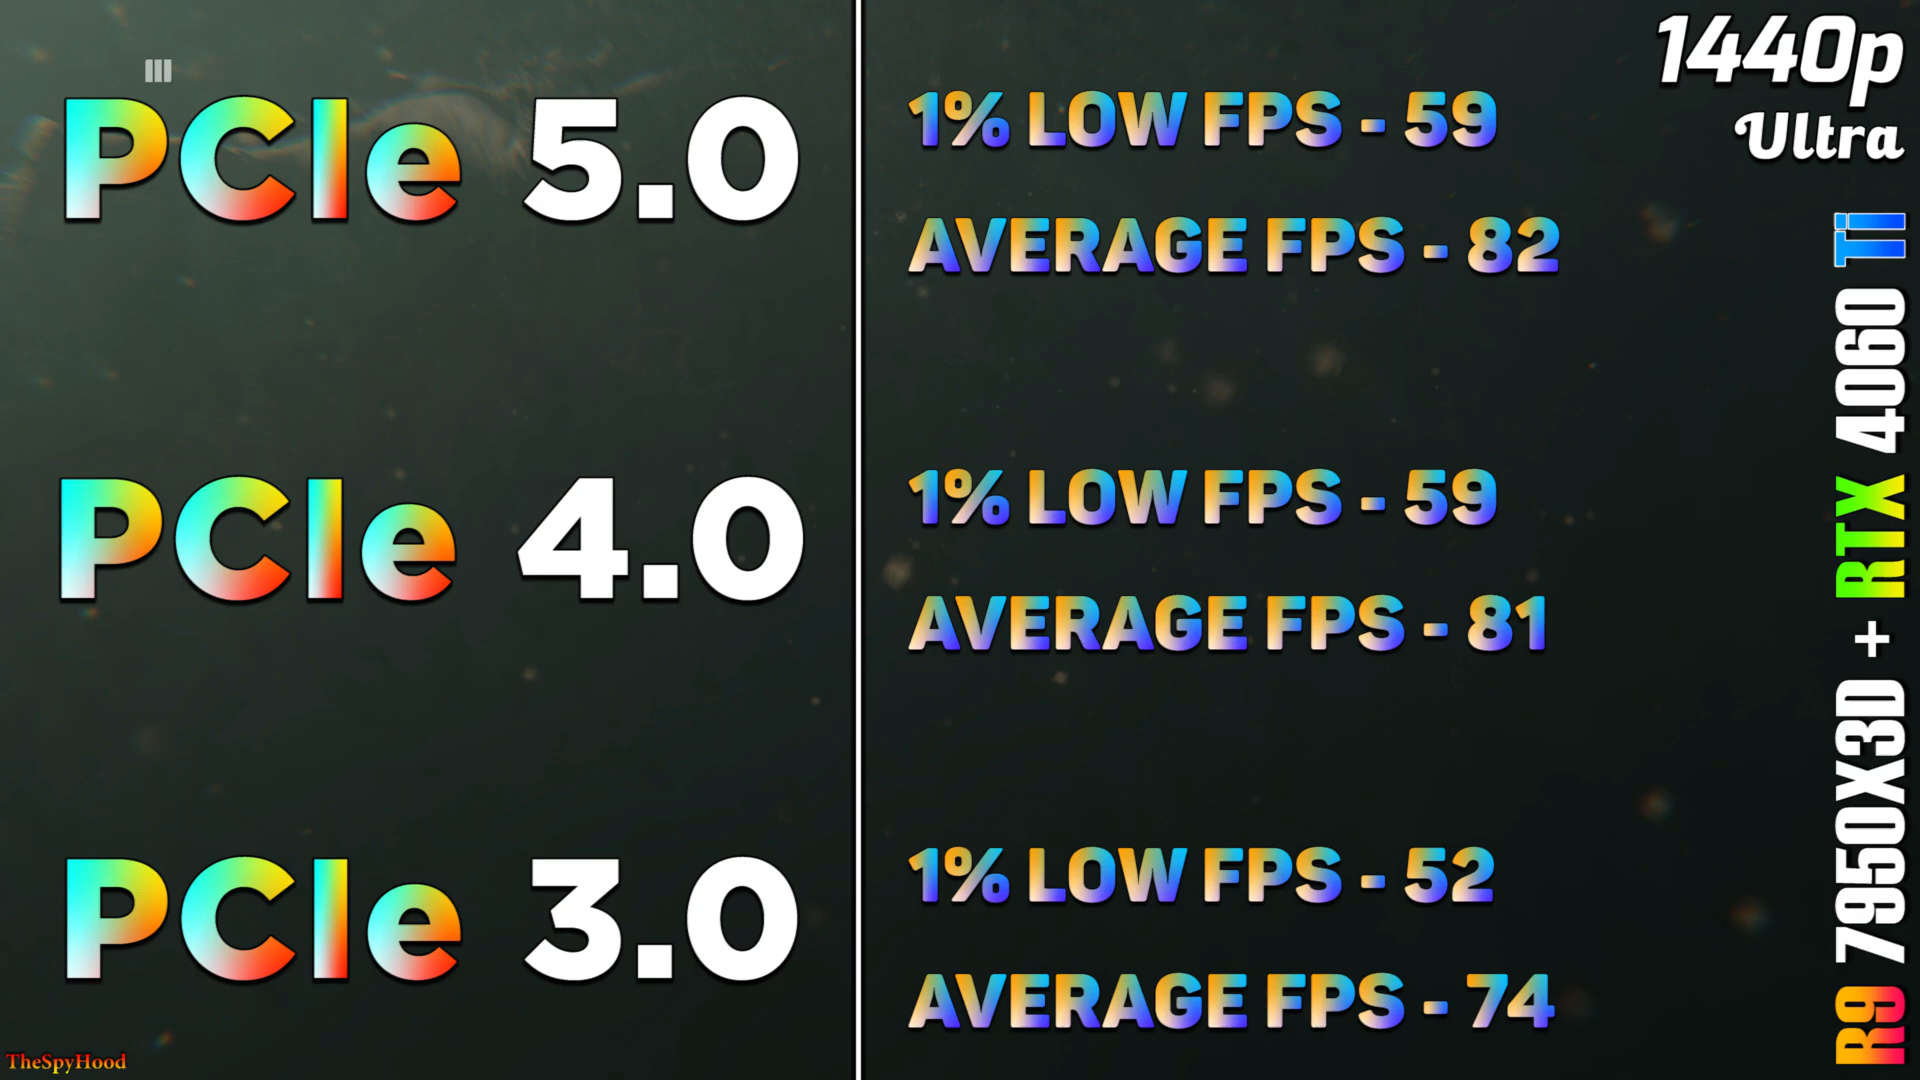 PCIe 5.0
1% LOW FPS - 59
AVERAGE FPS - 82
PCIe 4.0
1% LOW FPS - 59
AVERAGE FPS - 81
PCIe 3.0
1% LOW FPS - 52
AVERAGE FPS - 74
1440p
Ultra
R9 7950X3D + RTX 4060 TI
TheSpyHood